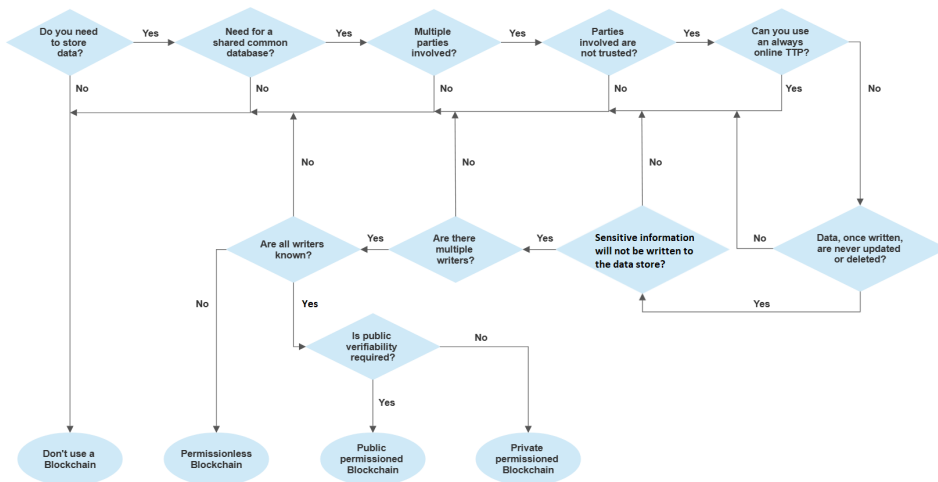 Do you need
to store
data?
Yes
Need for a
shared common
database?
Yes
Multiple
parties
involved?
Yes
Parties
involved are
not trusted?
Yes
Can you use
an always
online TTP?
No
No
No
No
Yes
No
No
No
No
Are all writers
known?
Yes
Are there
multiple
writers?
Yes
Sensitive information
will not be written to
the data store?
No
Data, once written,
are never updated
or deleted?
No
Yes
Yes
Is public
verifiability
required?
No
Yes
Don't use a
Blockchain
Permissionless
Blockchain
Public
permissioned
Blockchain
Private
permissioned
Blockchain